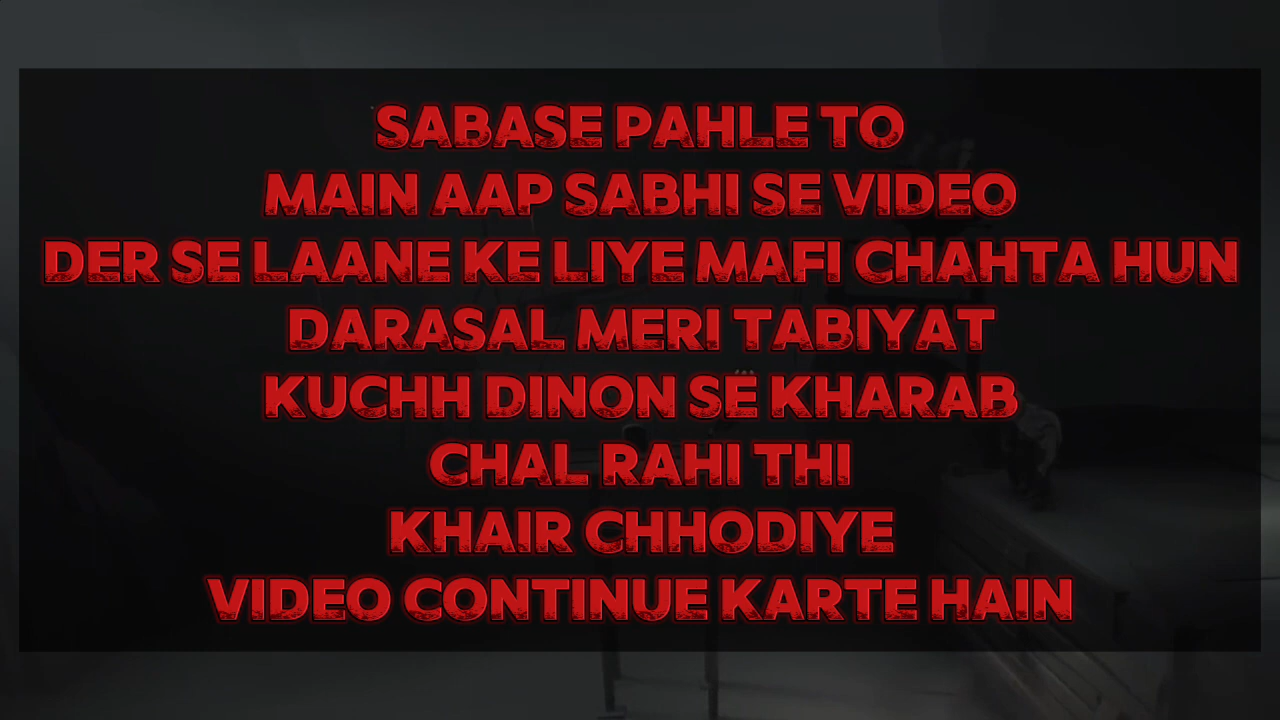 SABASE PAHLE TO
MAIN AAP SABHI SE VIDEO
DER SE LAANE KE LIYE MAFI CHAHTA HUN
DARASAL MERI TABIYAT
KUCHH DINON SE KHARAB
CHAL RAHI THI
KHAIR CHHODIYE
VIDEO CONTINUE KARTE HAIN